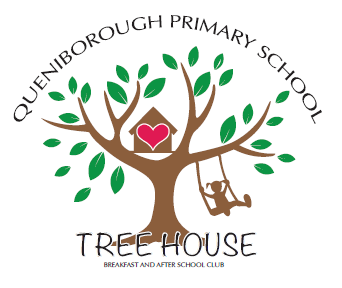 QUENIBOROUGH PRIMARY SCHOOL
TREE HOUSE
BREAKFAST AND AFTER SCHOOL CLUB